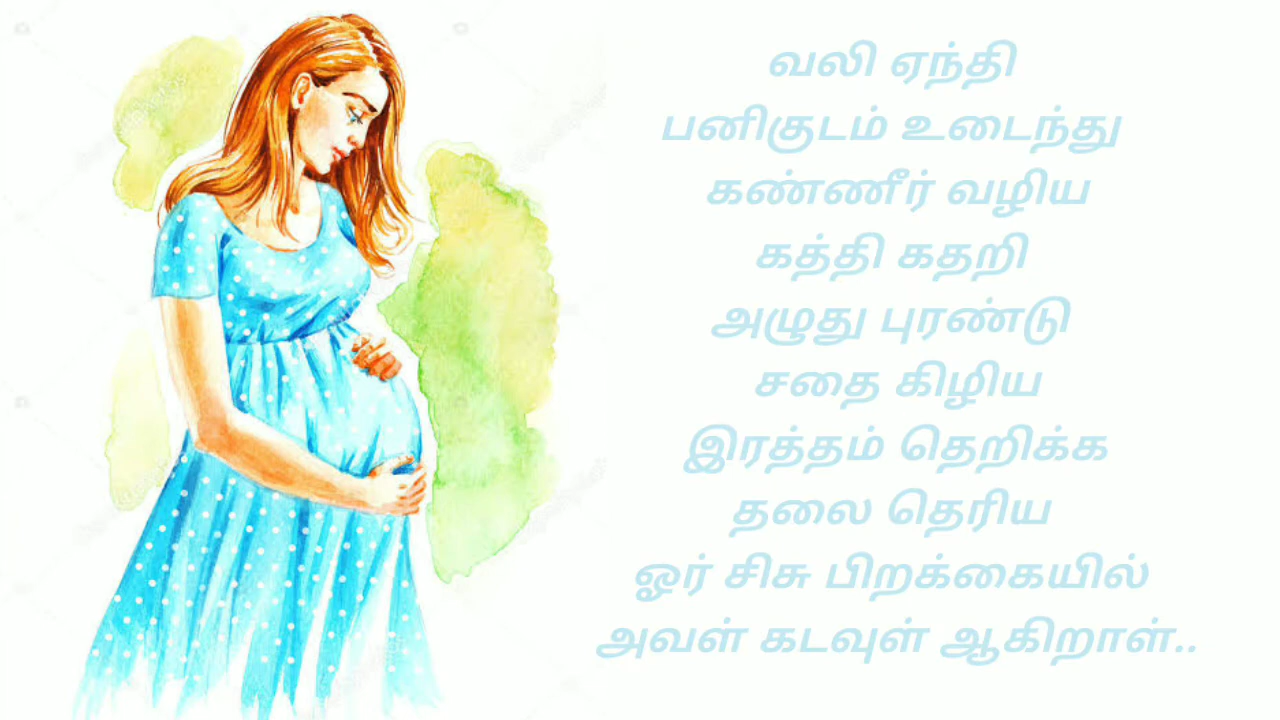 வலி ஏந்தி
பனிகுடம் உடைந்து
கண்ணீர் வழிய
கத்தி கதறி
அழுது புரண்டு
சதை கிழிய
இரத்தம் தெறிக்க
தலை தெரிய
ஓர் சிசு பிறக்கையில்
அவள் கடவுள் ஆகிறாள்..